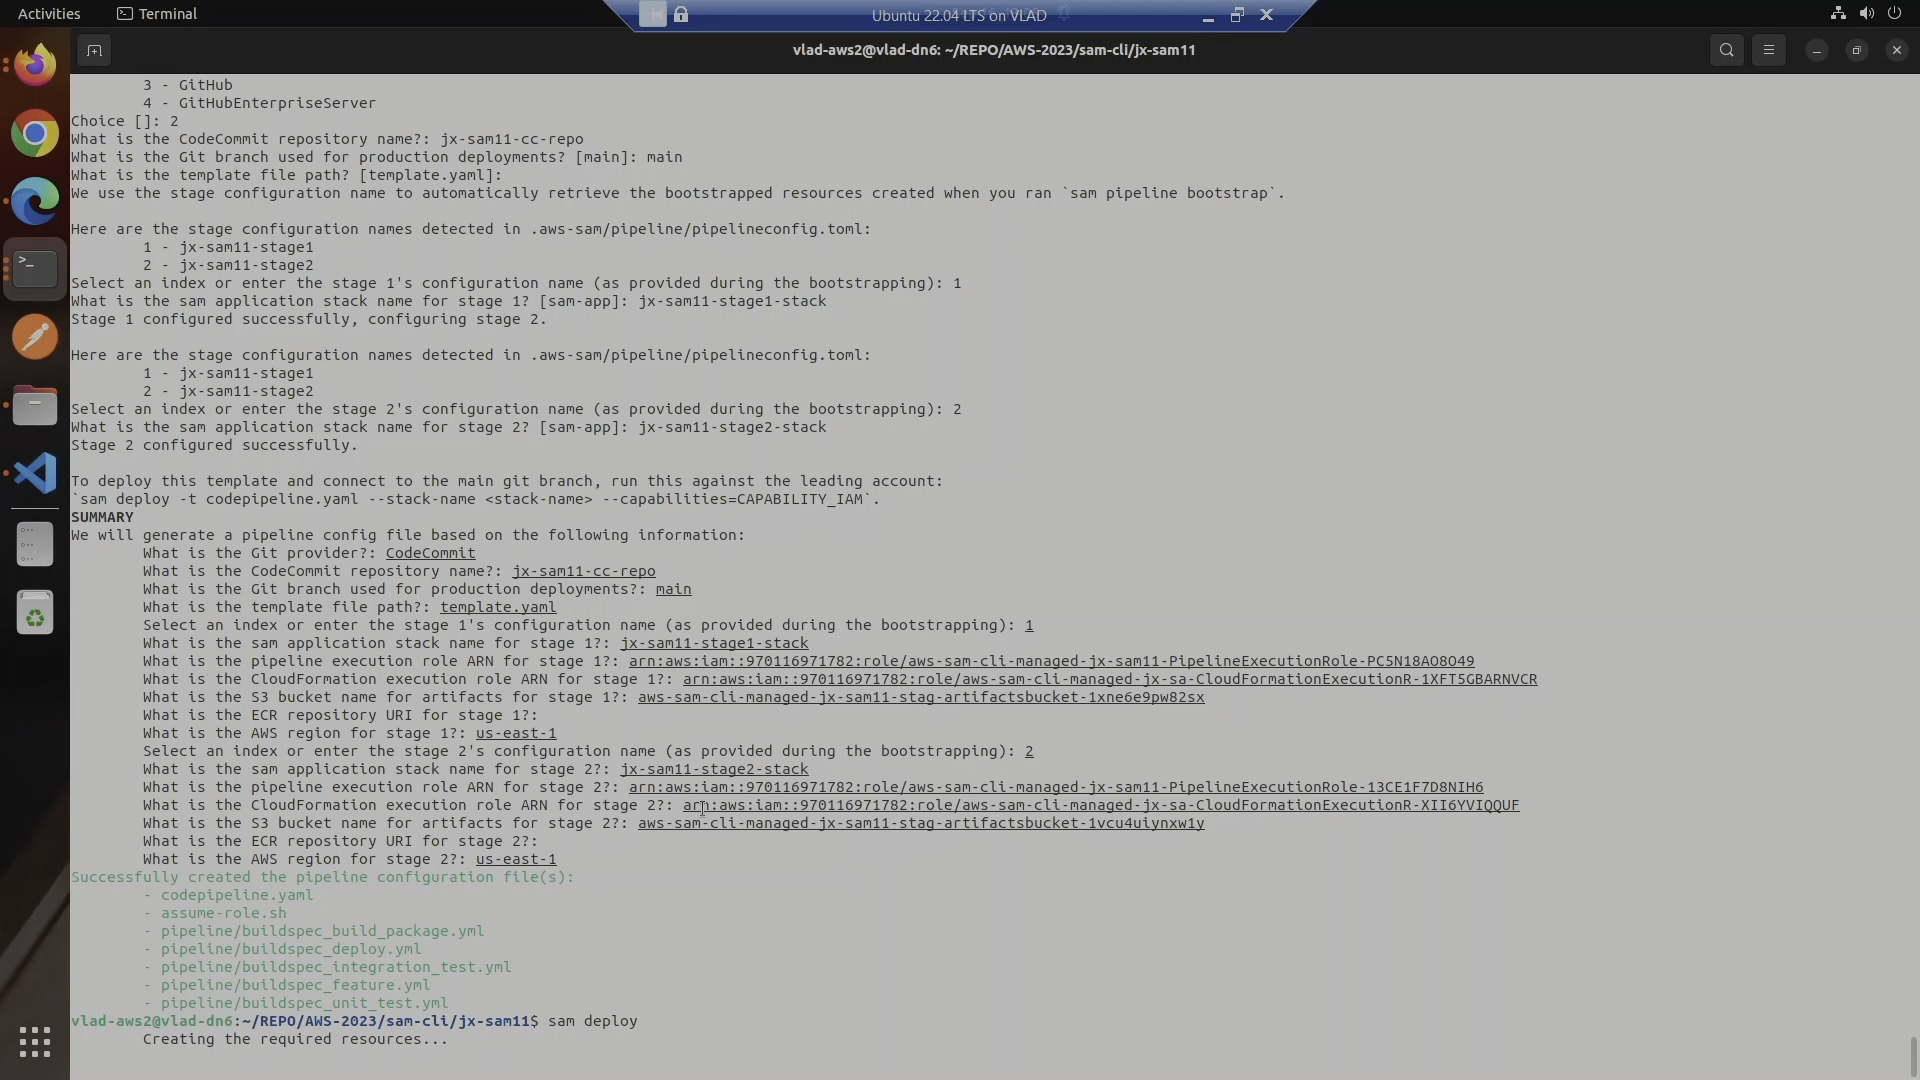 Activities
Terminal
Ubuntu 22.04 LTS on VLAD
vlad-aws2@vlad-dn6: ~/REPO/AWS-2023/sam-cli/jx-sam11
3 - GitHub
4 - GitHubEnterpriseServer
Choice []: 2
What is the CodeCommit repository name?: jx-sam11-cc-repo
What is the Git branch used for production deployments? [main]: main
What is the template file path? [template.yaml]:
We use the stage configuration name to automatically retrieve the bootstrapped resources created when you ran `sam pipeline bootstrap`.
Here are the stage configuration names detected in .aws-sam/pipeline/pipelineconfig.toml:
1 - jx-sam11-stage1
2 - jx-sam11-stage2
Select an index or enter the stage 1's configuration name (as provided during the bootstrapping): 1
What is the sam application stack name for stage 1? [sam-app]: jx-sam11-stage1-stack
Stage 1 configured successfully, configuring stage 2.
Here are the stage configuration names detected in .aws-sam/pipeline/pipelineconfig.toml:
1 - jx-sam11-stage1
2 - jx-sam11-stage2
Select an index or enter the stage 2's configuration name (as provided during the bootstrapping): 2
What is the sam application stack name for stage 2? [sam-app]: jx-sam11-stage2-stack
Stage 2 configured successfully.
To deploy this template and connect to the main git branch, run this against the leading account:
`sam deploy -t codepipeline.yaml --stack-name <stack-name> --capabilities=CAPABILITY_IAM`.
SUMMARY
We will generate a pipeline config file based on the following information:
What is the Git provider?: CodeCommit
What is the CodeCommit repository name?: jx-sam11-cc-repo
What is the Git branch used for production deployments?: main
What is the template file path?: template.yaml
Select an index or enter the stage 1's configuration name (as provided during the bootstrapping): 1
What is the sam application stack name for stage 1?: jx-sam11-stage1-stack
What is the pipeline execution role ARN for stage 1?: arn:aws:iam::970116971782:role/aws-sam-cli-managed-jx-sam11-PipelineExecutionRole-PC5N18AO8O49
What is the CloudFormation execution role ARN for stage 1?: arn:aws:iam::970116971782:role/aws-sam-cli-managed-jx-sa-CloudFormationExecutionR-1XFT5GBARNVCR
What is the S3 bucket name for artifacts for stage 1?: aws-sam-cli-managed-jx-sam11-stag-artifactsbucket-1xne6e9pw82sx
What is the ECR repository URI for stage 1?:
What is the AWS region for stage 1?: us-east-1
Select an index or enter the stage 2's configuration name (as provided during the bootstrapping): 2
What is the sam application stack name for stage 2?: jx-sam11-stage2-stack
What is the pipeline execution role ARN for stage 2?: arn:aws:iam::970116971782:role/aws-sam-cli-managed-jx-sam11-PipelineExecutionRole-13CE1F7D8NIH6
What is the CloudFormation execution role ARN for stage 2?: arn:aws:iam::970116971782:role/aws-sam-cli-managed-jx-sa-CloudFormationExecutionR-XII6YVIQQUF
What is the S3 bucket name for artifacts for stage 2?: aws-sam-cli-managed-jx-sam11-stag-artifactsbucket-1vcu4uiynxw1y
What is the ECR repository URI for stage 2?:
What is the AWS region for stage 2?: us-east-1
Successfully created the pipeline configuration file(s):
- codepipeline.yaml
- assume-role.sh
- pipeline/buildspec_build_package.yml
- pipeline/buildspec_deploy.yml
- pipeline/buildspec_integration_test.yml
- pipeline/buildspec_feature.yml
- pipeline/buildspec_unit_test.yml
vlad-aws2@vlad-dn6:~/REPO/AWS-2023/sam-cli/jx-sam11$ sam deploy
Creating the required resources...